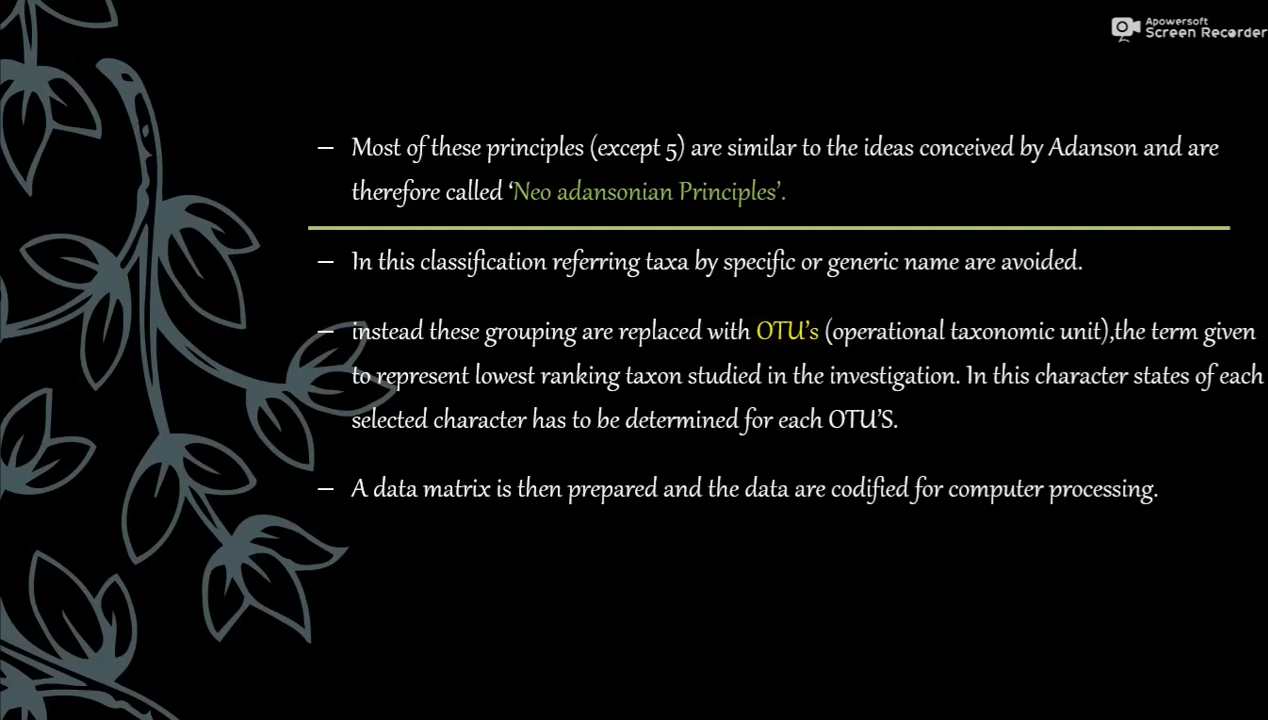 Apowersoft
Screen Recorder
– Most of these principles (except 5) are similar to the ideas conceived by Adanson and are
therefore called ‘Neo adansonian Principles’.
– In this classification referring taxa by specific or generic name are avoided.
– instead these grouping are replaced with OTU’s (operational taxonomic unit),the term given
to represent lowest ranking taxon studied in the investigation. In this character states of each
selected character has to be determined for each OTU’S.
– A data matrix is then prepared and the data are codified for computer processing.